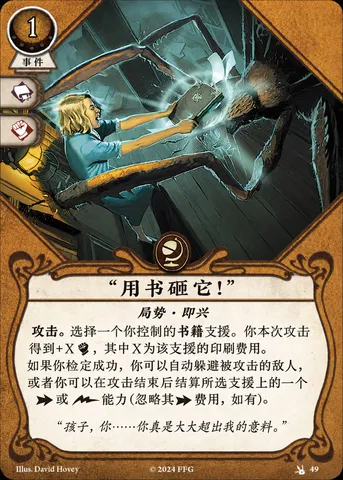 1
事件
“用书砸它！”
局势·即兴
攻击。选择一个你控制的书籍支援。你本次攻击
得到+X，其中X为该支援的印刷费用。
如果你检定成功，你可以自动躲避被攻击的敌人，
或者你可以在攻击结束后结算所选支援上的一个
或能力(忽略其费用，如有)。
“孩子，你……你真是大大超出我的意料。”
Illus. David Hovey © 2024 FFG 49